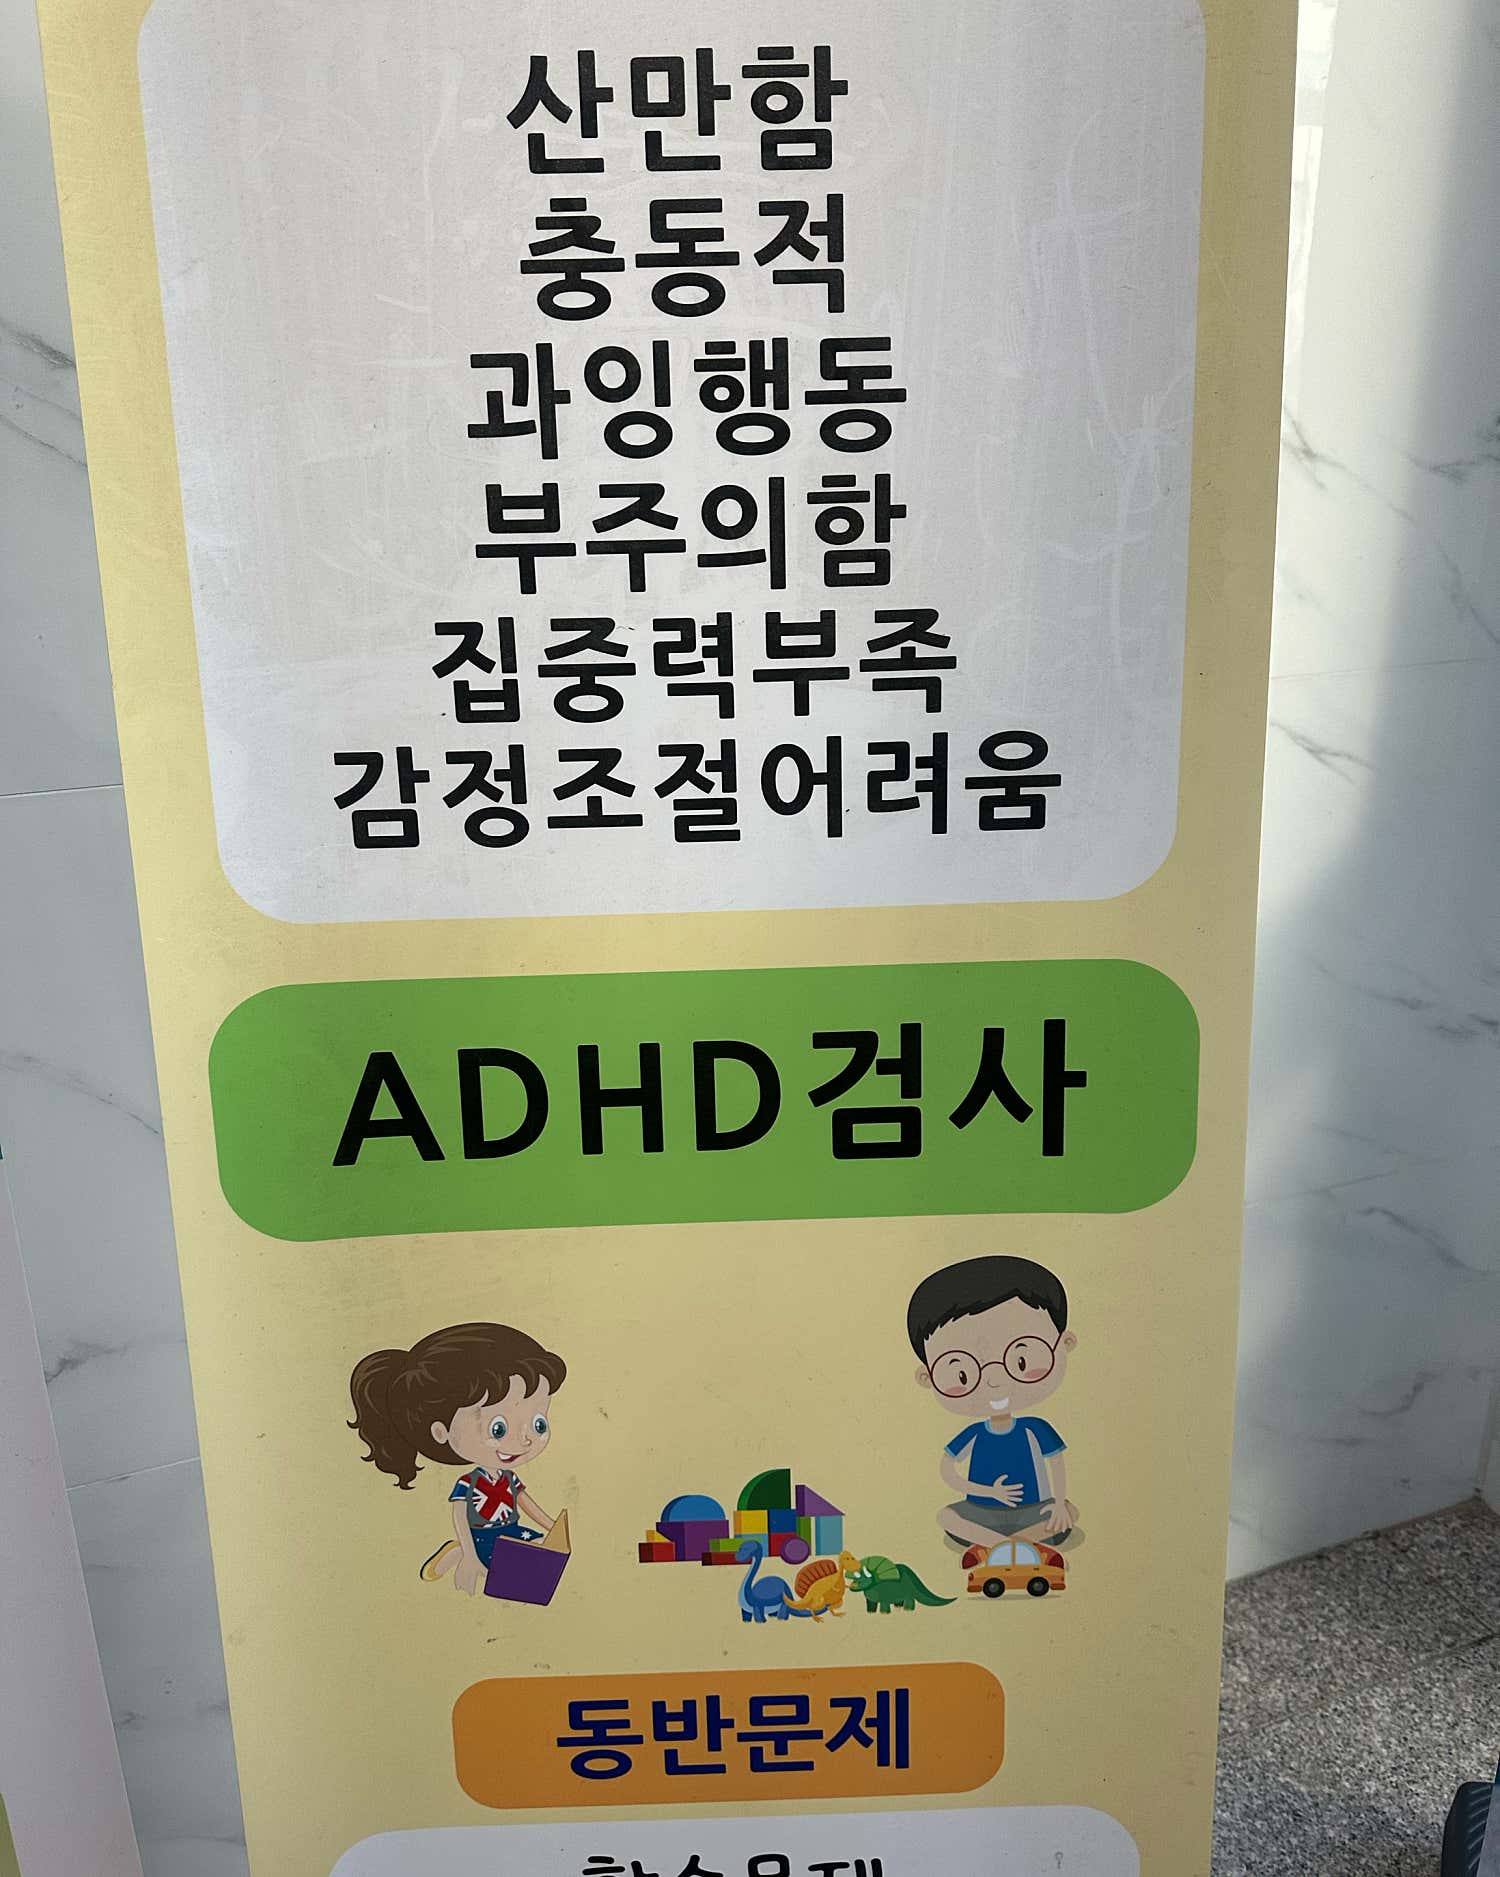 산만함
충동적
과잉행동
부주의함
집중력부족
감정조절어려움
ADHD검사
동반문제